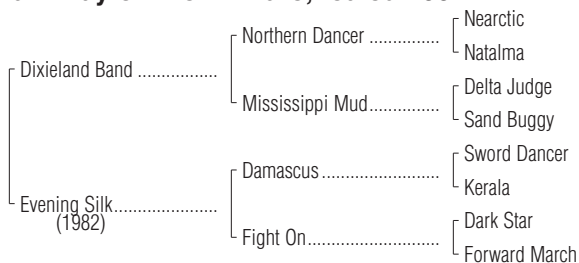 Northern Dancer ................
Nearctic
Natalma
Dixieland Band .................
Mississippi Mud................
Delta Judge
Sand Buggy
Damascus ...........................
Sword Dancer
Kerala
Evening Silk......................
(1982)
Fight On..............................
Dark Star
Forward March